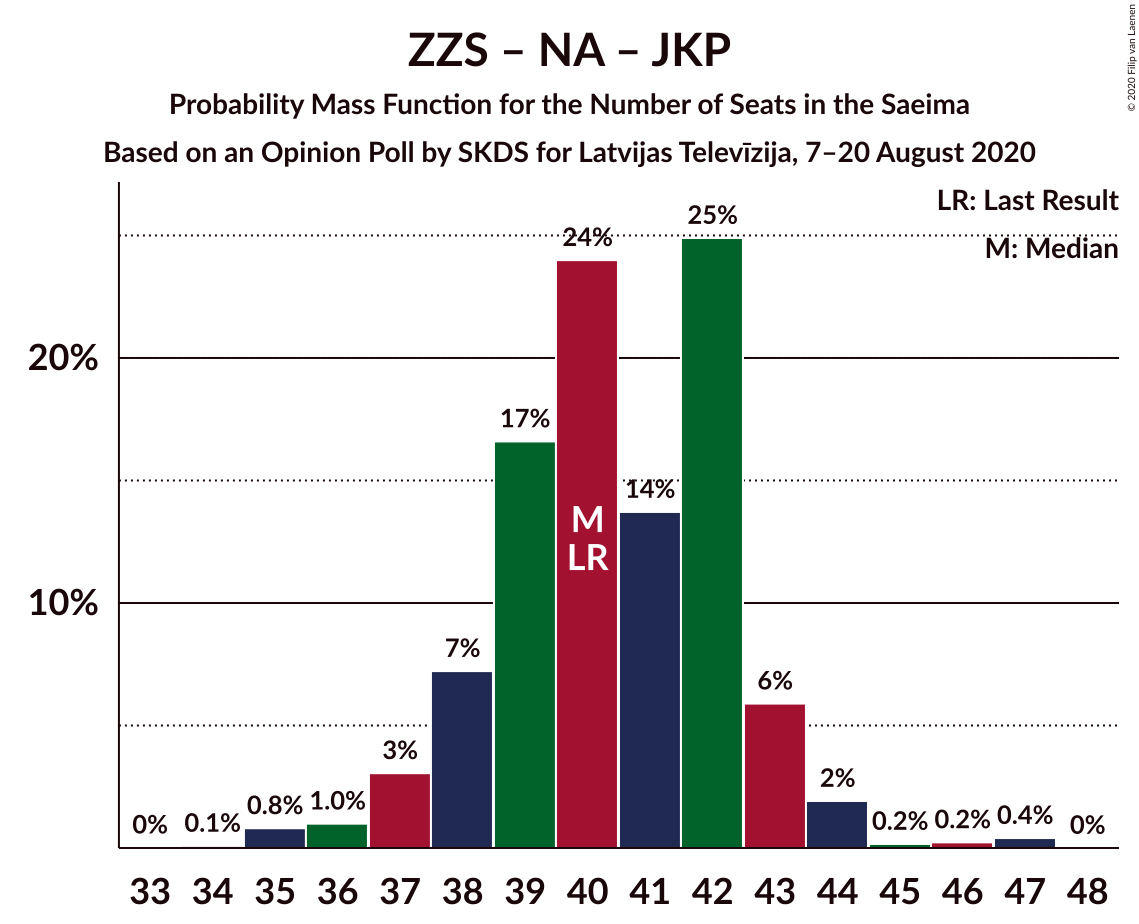 ZZS – NA – JKP
Probability Mass Function for the Number of Seats in the Saeima
Based on an Opinion Poll by SKDS for Latvijas Televīzija, 7–20 August 2020
© 2020 Filip van Laenen
LR: Last Result
M: Median
20%
10%
0%
0.1%
0.8%
1.0%
3%
7%
17%
24%
14%
25%
6%
2%
0.2%
0.2%
0.4%
0%
M
LR
33 34 35 36 37 38 39 40 41 42 43 44 45 46 47 48